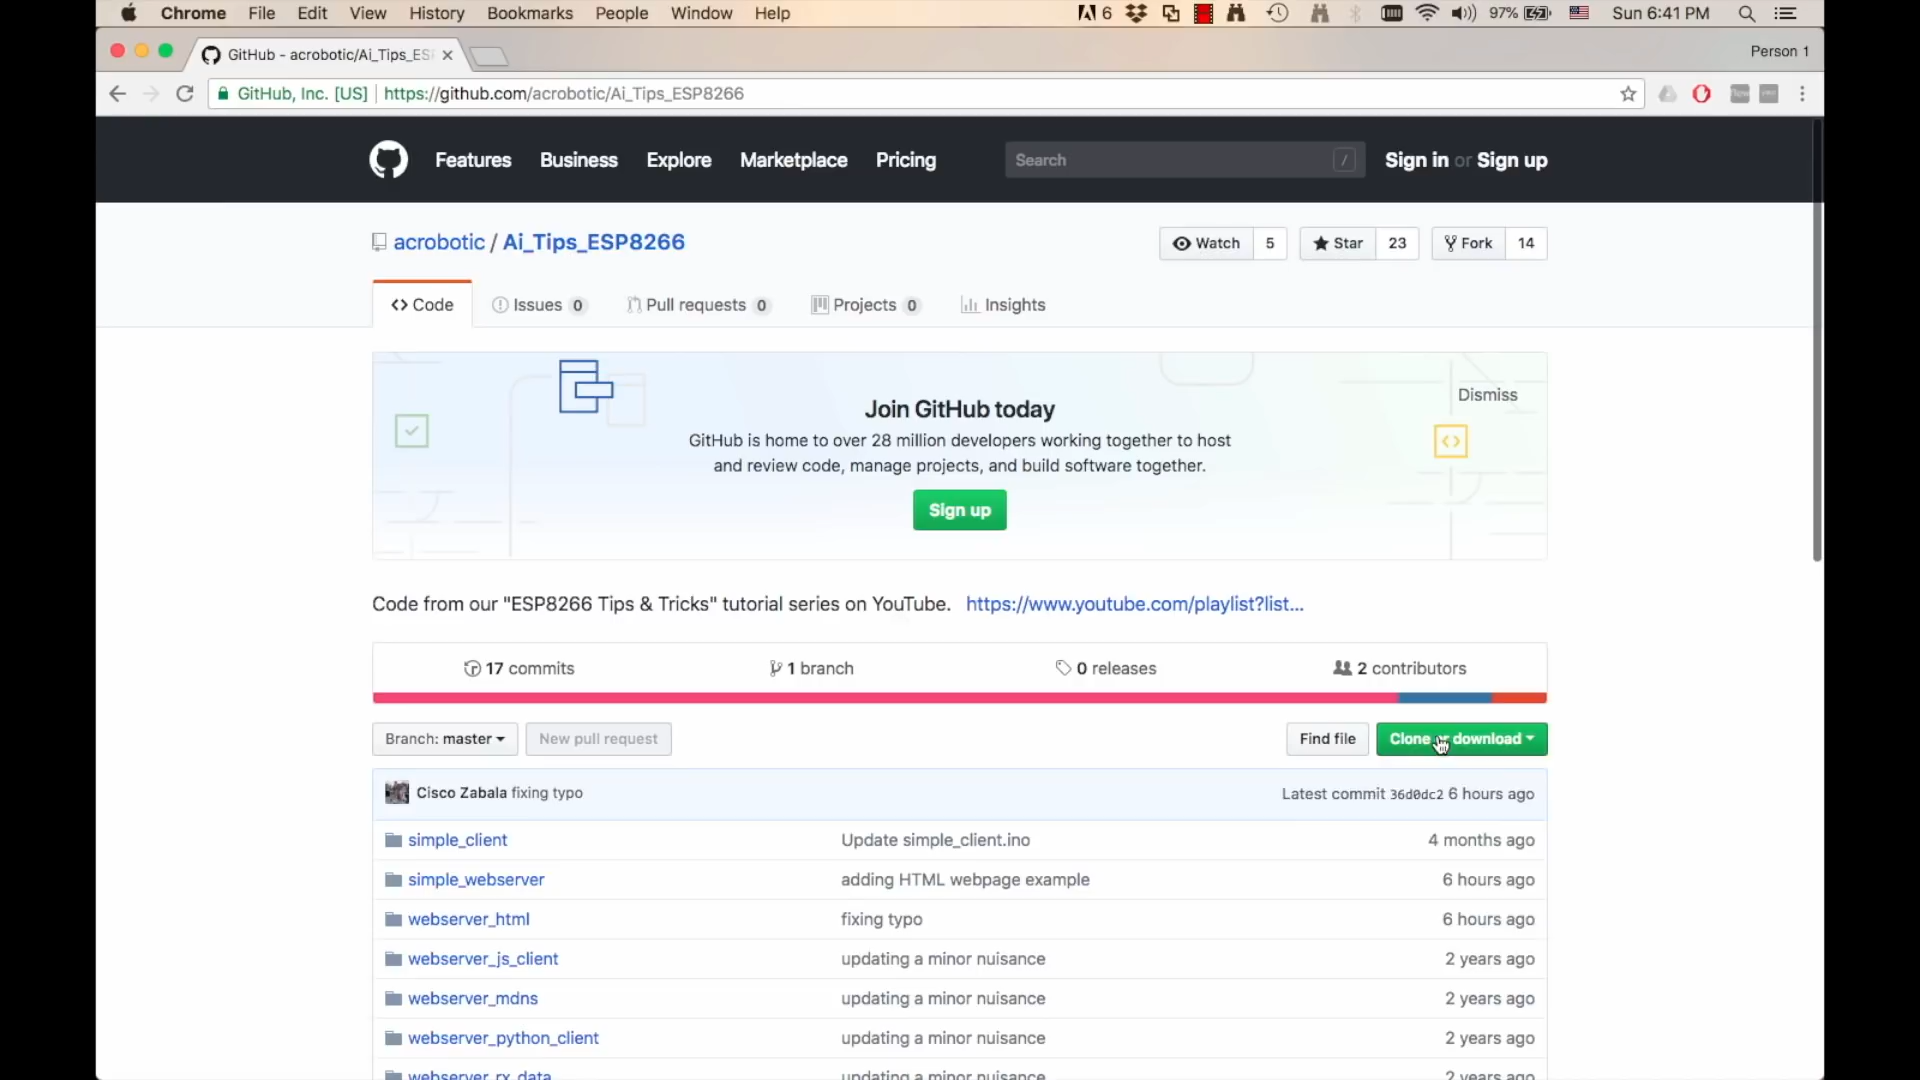 Chrome File Edit View History Bookmarks People Window Help 6 97% Sun 6:41 PM
GitHub - acrobotic/Ai_Tips_ES Person 1
GitHub, Inc. [US] https://github.com/acrobotic/Ai_Tips_ESP8266
Features Business Explore Marketplace Pricing Search / Sign in or Sign up
acrobotic / Ai_Tips_ESP8266 Watch 5 Star 23 Fork 14
Code Issues 0 Pull requests 0 Projects 0 Insights
Dismiss
Join GitHub today
GitHub is home to over 28 million developers working together to host
and review code, manage projects, and build software together.
Sign up
Code from our "ESP8266 Tips & Tricks" tutorial series on YouTube. https://www.youtube.com/playlist?list...
17 commits 1 branch 0 releases 2 contributors
Branch: master New pull request Find file Clone or download
Cisco Zabala fixing typo Latest commit 36d0dc2 6 hours ago
simple_client Update simple_client.ino 4 months ago
simple_webserver adding HTML webpage example 6 hours ago
webserver_html fixing typo 6 hours ago
webserver_js_client updating a minor nuisance 2 years ago
webserver_mdns updating a minor nuisance 2 years ago
webserver_python_client updating a minor nuisance 2 years ago
webserver_rx_data updating a minor nuisance 2 years ago